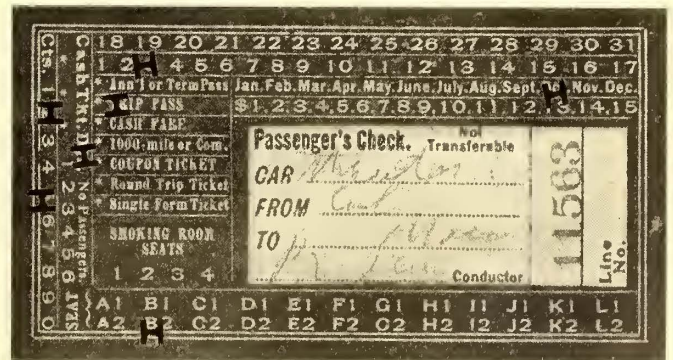 18 19 20 21 22 23 24 25 26 27 28 29 30 31
1 2 4 5 6 7 8 9 10 11 12 13 14 15 16 17
* Ann'l or Term Pass Jan. Feb. Mar. Apr. May. June. July. Aug. Sept. Nov. Dec.
TRIP PASS $1, 2, 3, 4, 5, 6, 7, 8, 9, 10, 11, 12, 13, 14, 15
CASH FARE
* 1000, mile or Com.
* COUPON TICKET
* Round Trip Ticket
* Single Form Ticket
SMOKING ROOM
SEATS
1 2 3 4
Passenger's Check. Not
Transferable
CAR
FROM
TO
Conductor
11563
Line
No.
A1 B1 C1 D1 E1 F1 G1 H1 I1 J1 K1 L1
A2 B2 C2 D2 E2 F2 G2 H2 I2 J2 K2 L2
Cts. 3 4 6 7 8 9 0
Cash Tkt. 1 2 3 4 5 6
No Passengers
SEAT